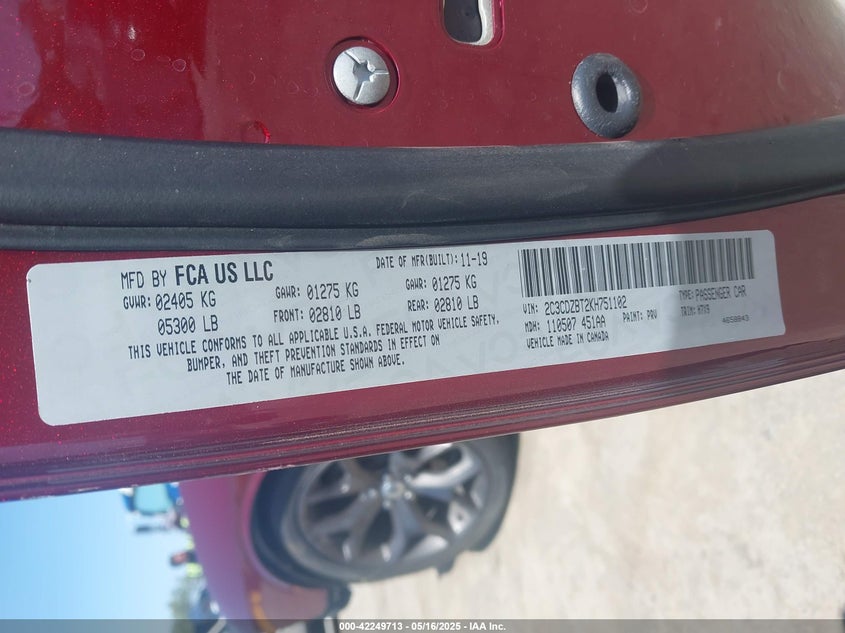 MFD BY FCA US LLC
DATE OF MFR(BUILT): 11-19
GVWR: 02405 KG
05300 LB
GAWR: 01275 KG
FRONT: 02810 LB
GAWR: 01275 KG
REAR: 02810 LB
THIS VEHICLE CONFORMS TO ALL APPLICABLE U.S.A. FEDERAL MOTOR VEHICLE SAFETY,
BUMPER, AND THEFT PREVENTION STANDARDS IN EFFECT ON
THE DATE OF MANUFACTURE SHOWN ABOVE.
VIN: 2C3CDZBT2KH751102
TYPE: PASSENGER CAR
MDH: 110507 451AA
PAINT: PRV
TRIM: H7X9
VEHICLE MADE IN CANADA
4658843
000-42249713 - 05/16/2025 - IAA Inc.